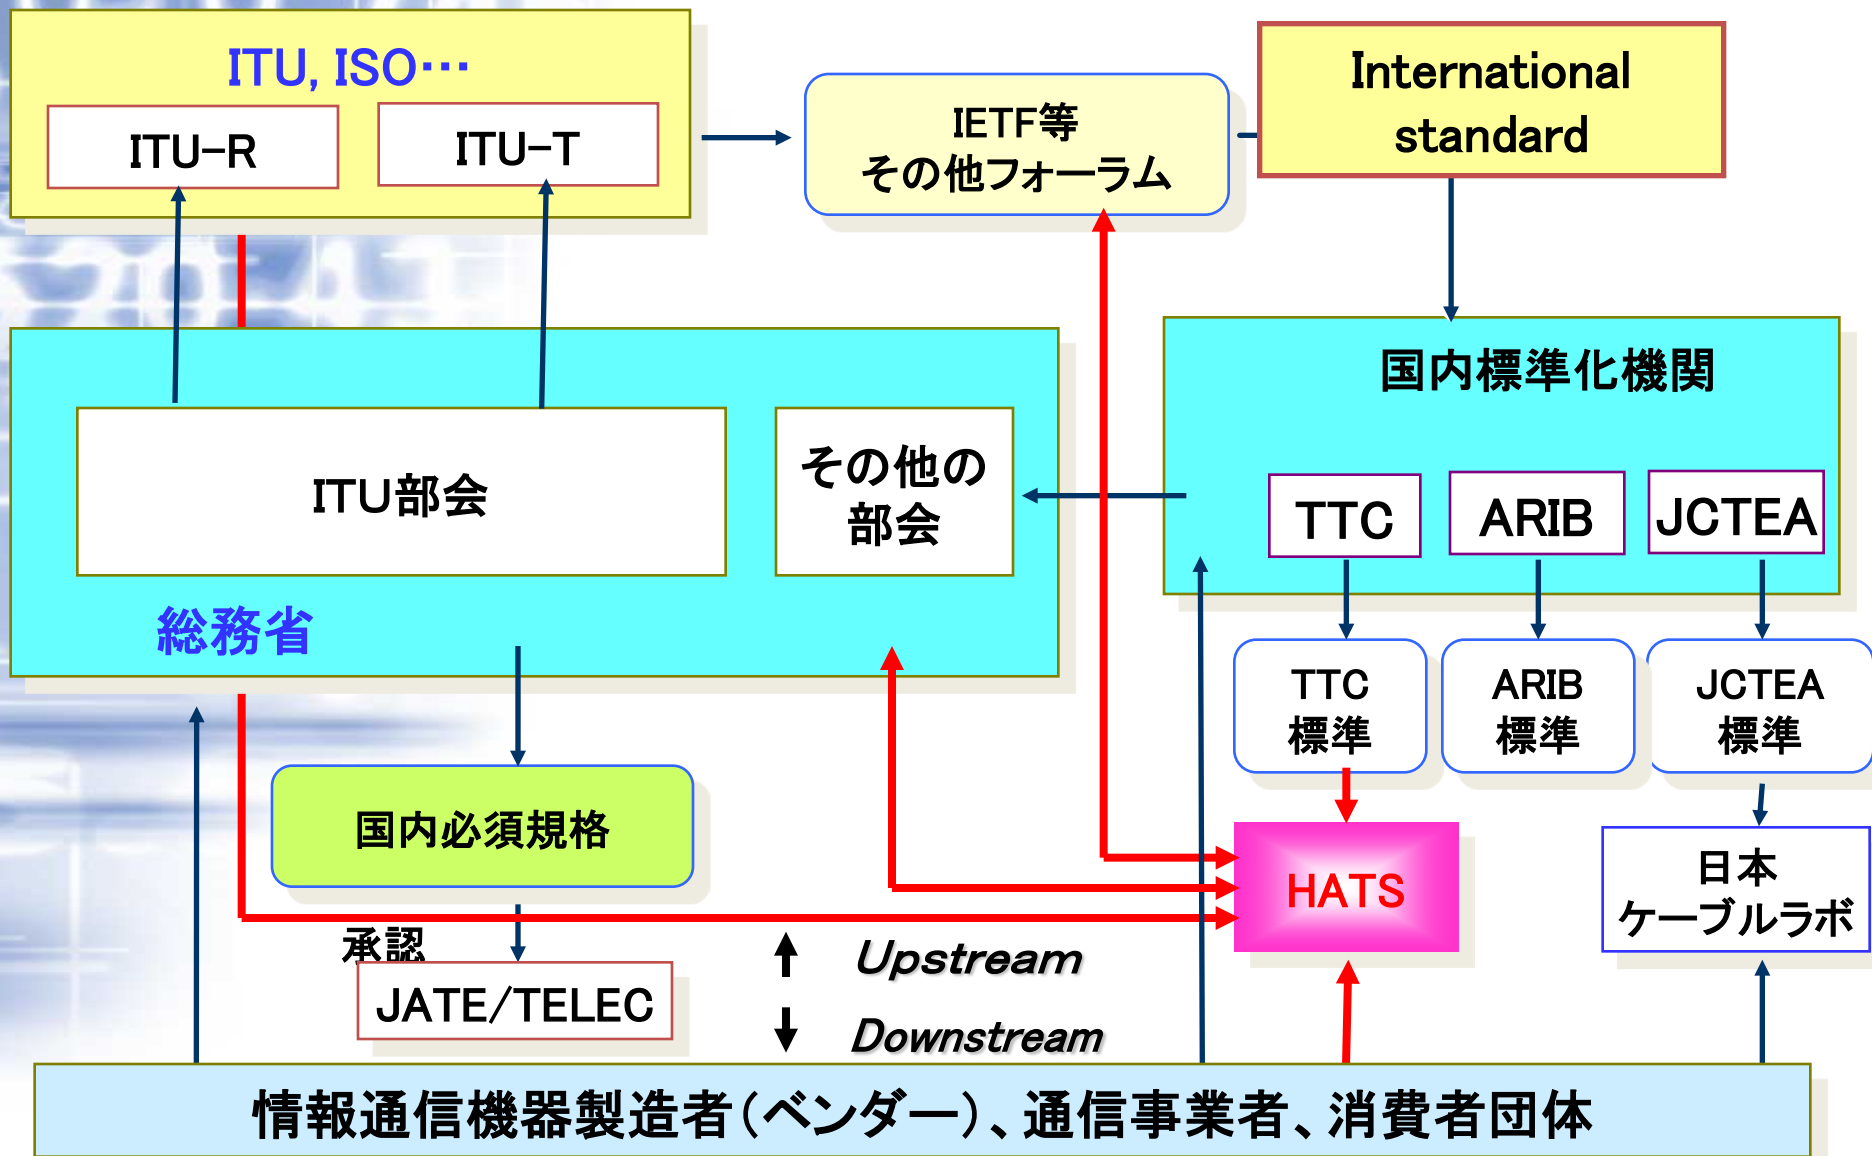 ITU, ISO…
ITU-R
ITU-T
IETF等
その他フォーラム
International
standard
国内標準化機関
ITU部会
その他の
部会
TTC
ARIB
JCTEA
総務省
TTC
標準
ARIB
標準
JCTEA
標準
国内必須規格
HATS
日本
ケーブルラボ
承認
JATE/TELEC
Upstream
Downstream
情報通信機器製造者(ベンダー)、通信事業者、消費者団体